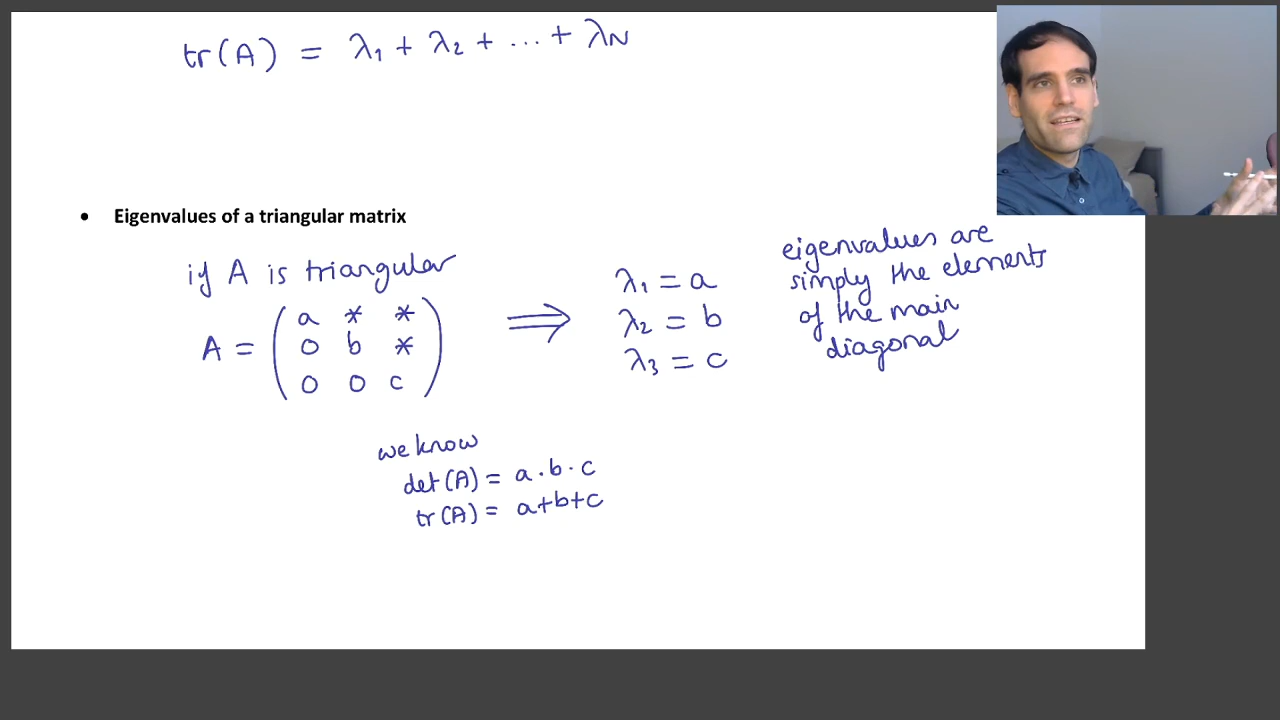 tr(A) = λ₁ + λ₂ + ... + λN
• Eigenvalues of a triangular matrix
if A is triangular
A = ( a * *
0 b *
0 0 c )
⟹
λ₁ = a
λ₂ = b
λ₃ = c
eigenvalues are
simply the elements
of the main
diagonal
we know
det(A) = a · b · c
tr(A) = a+b+c